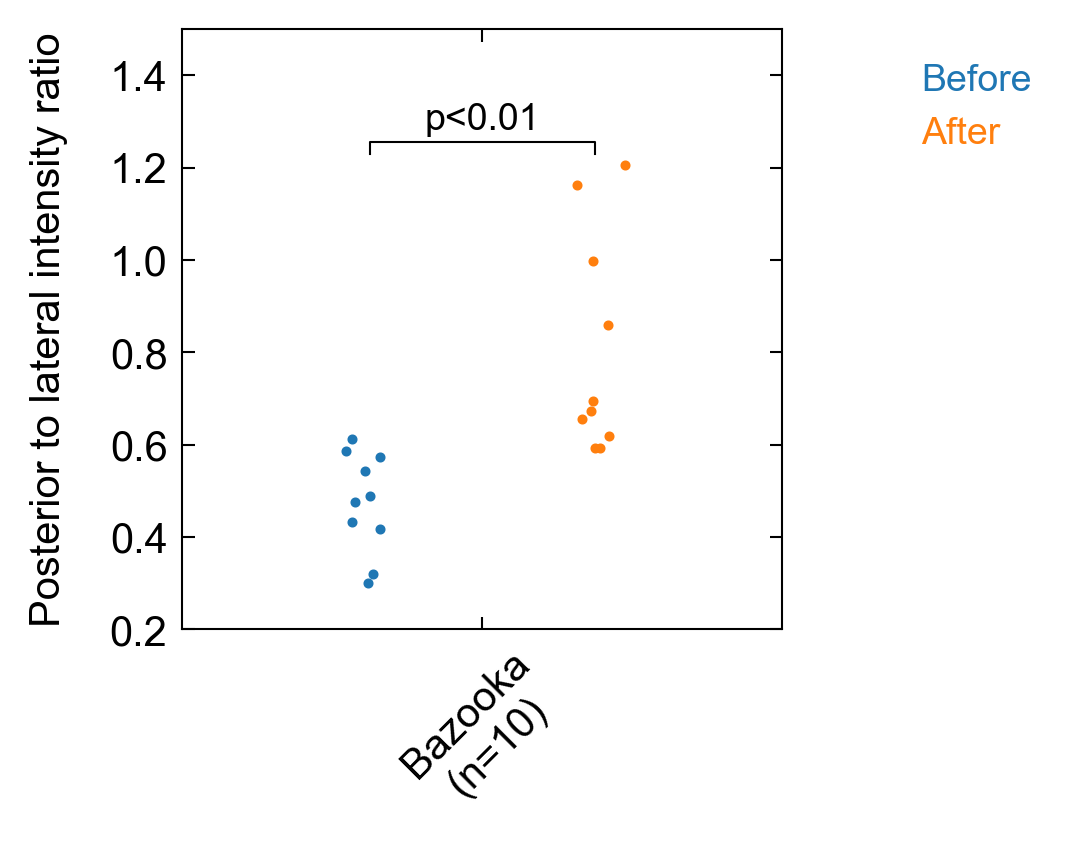 Posterior to lateral intensity ratio
1.4
1.2
1.0
0.8
0.6
0.4
0.2
p<0.01
Before
After
Bazooka
(n=10)